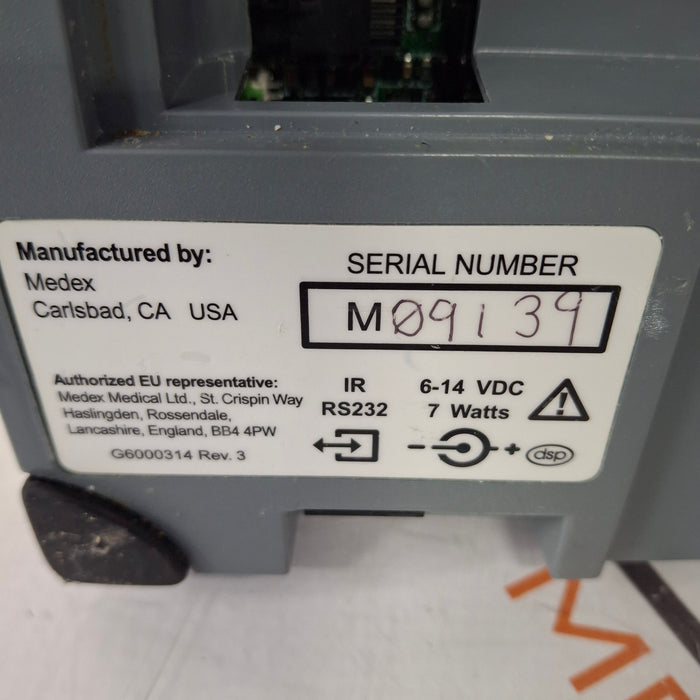 Manufactured by:
Medex
Carlsbad, CA USA
SERIAL NUMBER
MØ9139
Authorized EU representative:
Medex Medical Ltd., St. Crispin Way
Haslingden, Rossendale,
Lancashire, England, BB4 4PW
G6000314 Rev. 3
IR
RS232
6-14 VDC
7 Watts
- +
dsp